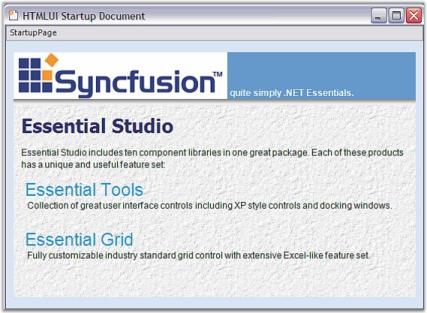 HTMLUI Startup Document
StartupPage
Syncfusion™
quite simply .NET Essentials.
Essential Studio
Essential Studio includes ten component libraries in one great package. Each of these products
has a unique and useful feature set:
Essential Tools
Collection of great user interface controls including XP style controls and docking windows.
Essential Grid
Fully customizable industry standard grid control with extensive Excel-like feature set.